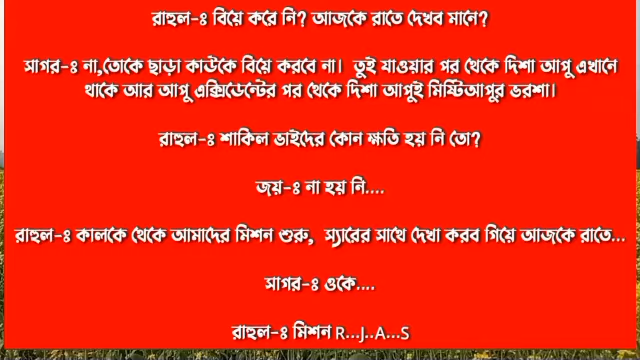 রাহুল-ঃ বিয়ে করে নি? আজকে রাতে দেখব মানে?
সাগর-ঃ না,তোকে ছাড়া কাউকে বিয়ে করবে না। তুই যাওয়ার পর থেকে দিশা আপু এখানে
থাকে আর আপু এক্সিডেন্টের পর থেকে দিশা আপুই মিষ্টিআপুর ভরশা।
রাহুল-ঃ শাকিল ভাইদের কোন ক্ষতি হয় নি তো?
জয়-ঃ না হয় নি....
রাহুল-ঃ কালকে থেকে আমাদের মিশন শুরু, স্যারের সাথে দেখা করব গিয়ে আজকে রাতে...
সাগর-ঃ ওকে....
রাহুল-ঃ মিশন R...J..A...S